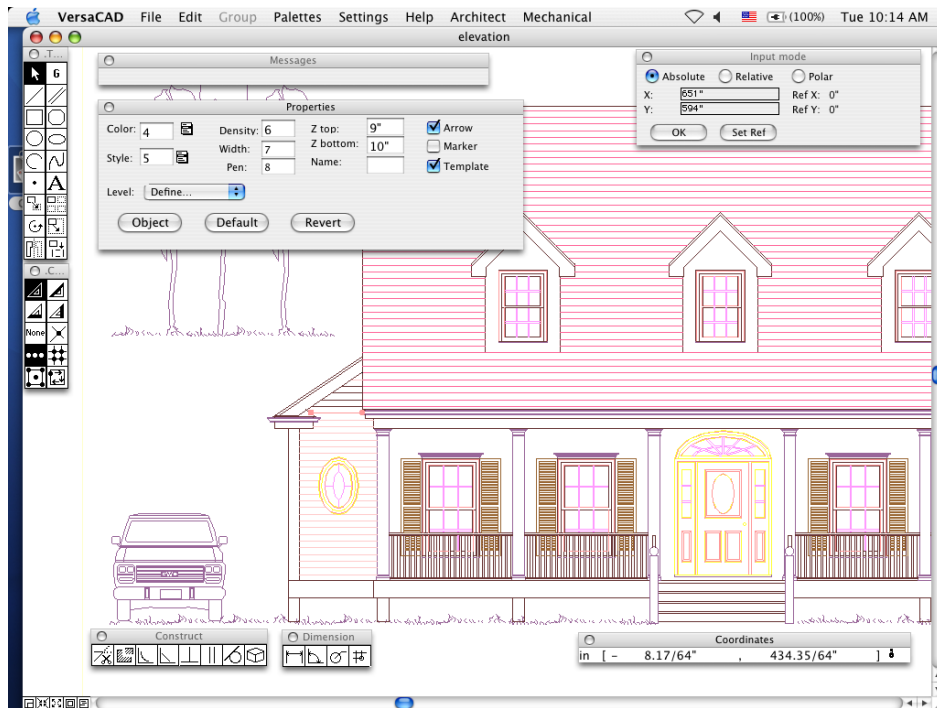 VersaCAD File Edit Group Palettes Settings Help Architect Mechanical (100%) Tue 10:14 AM
elevation
.T...
Messages
Input mode
6
Absolute Relative Polar
X: 651" Ref X: 0"
Y: 594" Ref Y: 0"
OK Set Ref
Properties
Color: 4 Density: 6 Z top: 9" Arrow
Width: 7 Z bottom: 10" Marker
Style: 5 Pen: 8 Name: Template
Level: Define...
Object Default Revert
A
.C...
None
GMC
Construct
Dimension
Coordinates
in [ - 8.17/64" , 434.35/64" ]